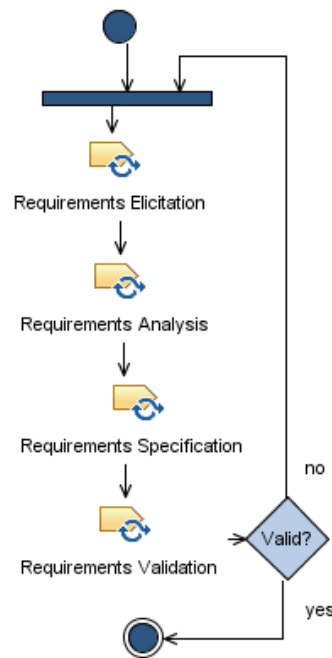 Requirements Elicitation
Requirements Analysis
Requirements Specification
no
Valid?
Requirements Validation
yes